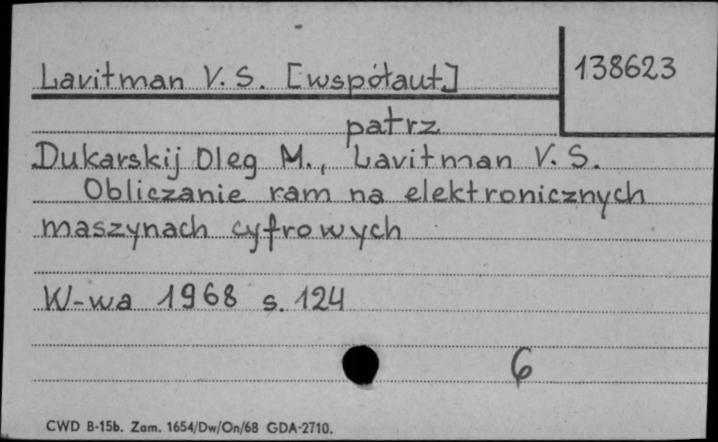 Lavitman V. S. [współaut.] 138623
patrz
Dukarskij Oleg M., Lavitman V. S.
Obliczanie ram na elektronicznych
maszynach cyfrowych
W-wa 1968 s. 124
6
CWD B-15b. Zam. 1654/Dw/On/68 GDA-2710.